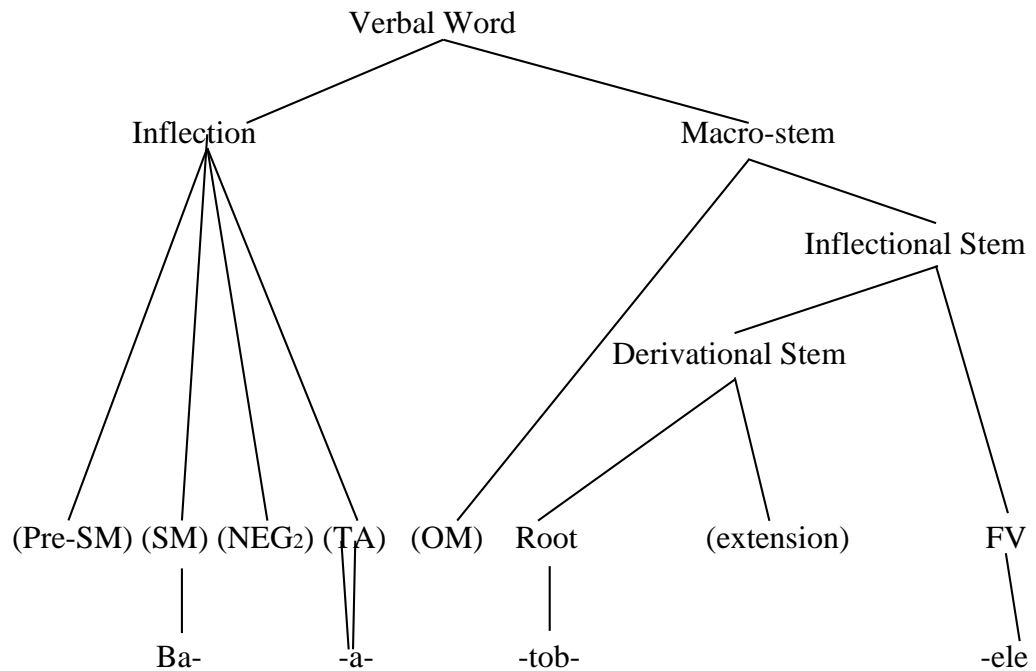 Verbal Word
Inflection Macro-stem
Inflectional Stem
Derivational Stem
(Pre-SM) (SM) (NEG₂) (TA) (OM) Root (extension) FV
Ba- -a- -tob- -ele